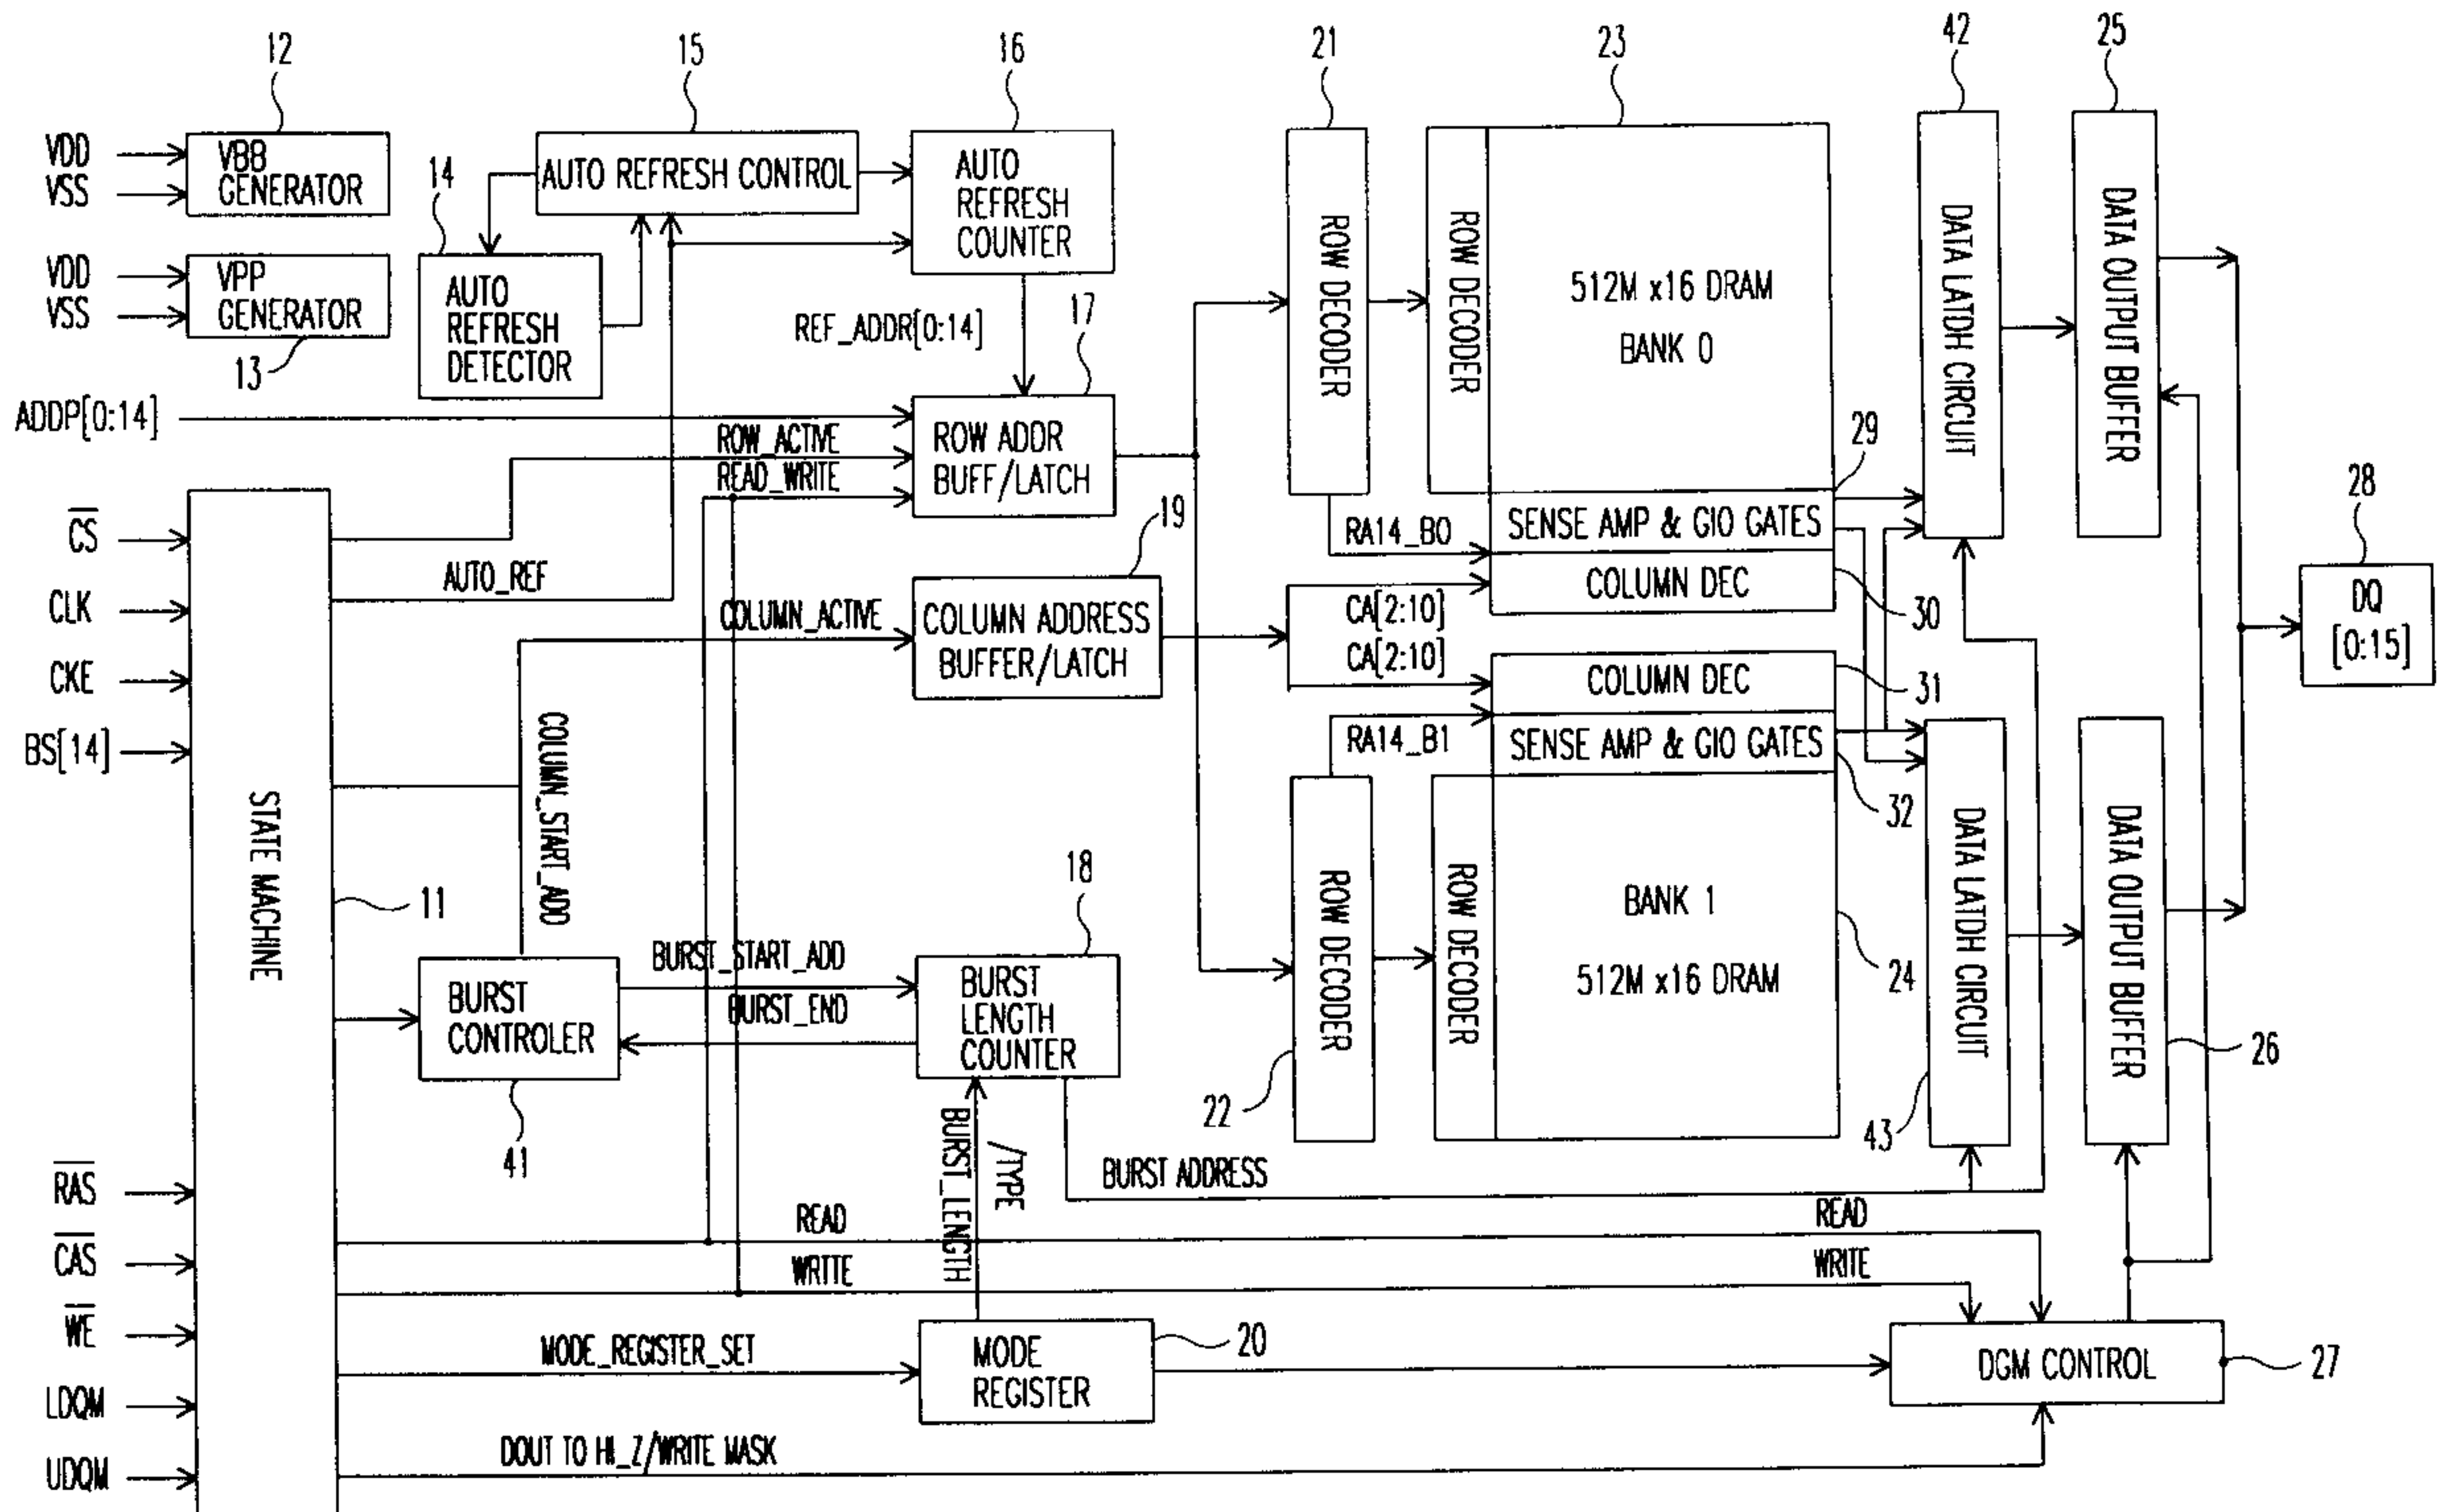 12
15
16
21
23
42
25
VDD
VSS
VBB
GENERATOR
14
AUTO REFRESH CONTROL
AUTO
REFRESH
COUNTER
VDD
VSS
VPP
GENERATOR
13
AUTO
REFRESH
DETECTOR
REF_ADDR[0:14]
17
ROW DECODER
ROW DECODER
512M x16 DRAM
BANK 0
DATA LATDH CIRCUIT
DATA OUTPUT BUFFER
ADDP[0:14]
ROW_ACTIVE
READ_WRITE
ROW ADDR
BUFF/LATCH
29
28
CS
RA14_B0
SENSE AMP & GIO GATES
19
AUTO_REF
COLUMN_ACTIVE
COLUMN ADDRESS
BUFFER/LATCH
CA[2:10]
CA[2:10]
COLUMN DEC
30
DQ
[0:15]
CLK
CKE
BS[14]
COLUMN DEC
31
RA14_B1
SENSE AMP & GIO GATES
32
STATE MACHINE
11
COLUMN_START_ADD
18
ROW DECODER
ROW DECODER
BANK 1
512M x16 DRAM
24
DATA LATDH CIRCUIT
DATA OUTPUT BUFFER
26
BURST_START_ADD
BURST_END
BURST
CONTROLER
41
BURST
LENGTH
COUNTER
22
43
BURST_LENGTH
/TYPE
BURST ADDRESS
RAS
CAS
WE
LDQM
UDQM
READ
READ
WRTTE
WRITE
MODE_REGISTER_SET
MODE
REGISTER
20
DGM CONTROL
27
DOUT TO HI_Z/WRITE MASK